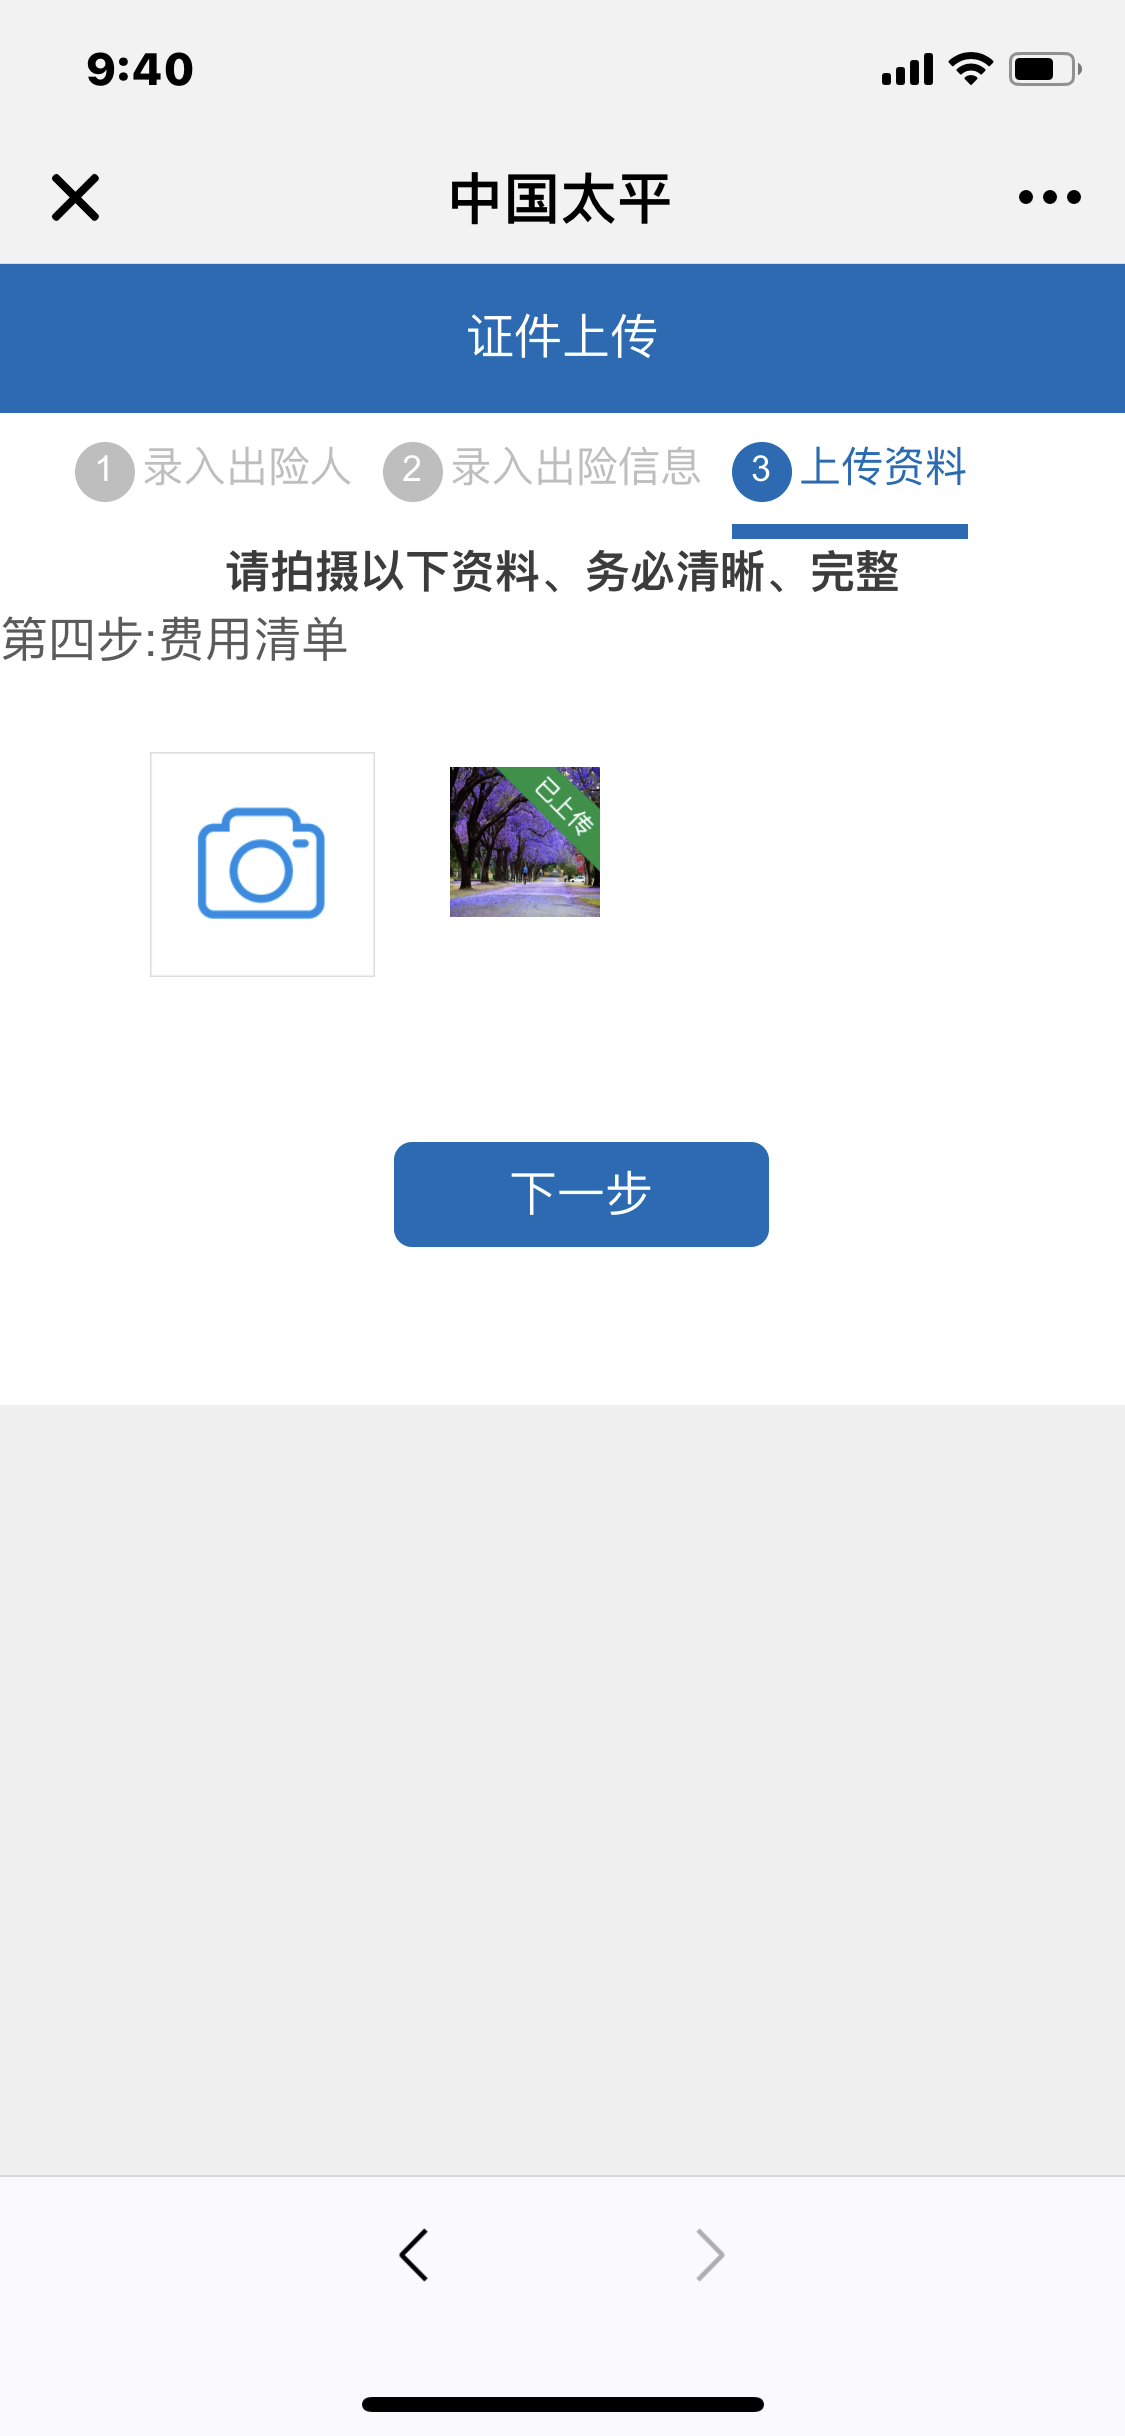 9:40
中国太平
证件上传
1 录入出险人 2 录入出险信息 3 上传资料
请拍摄以下资料、务必清晰、完整
第四步:费用清单
已上传
下一步